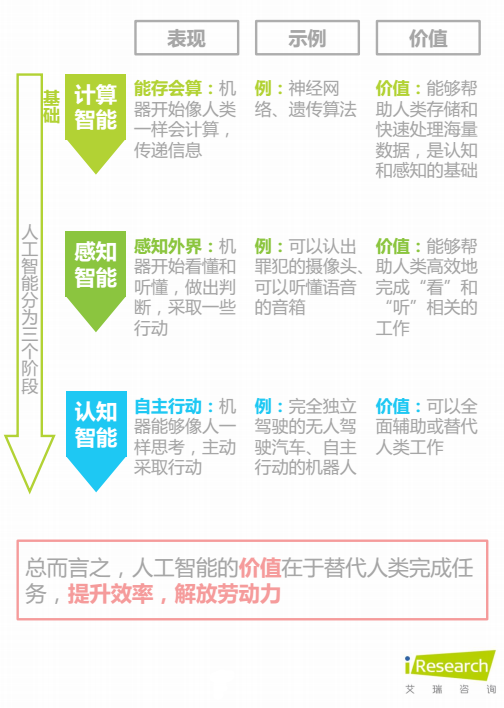 表现
示例
价值
人工智能分为三个阶段
基础
计算
智能
能存会算：机
器开始像人类
一样会计算，
传递信息
例：神经网
络、遗传算法
价值：能够帮
助人类存储和
快速处理海量
数据，是认知
和感知的基础
感知
智能
感知外界：机
器开始看懂和
听懂，做出判
断，采取一些
行动
例：可以认出
罪犯的摄像头、
可以听懂语音
的音箱
价值：能够帮
助人类高效地
完成“看”和
“听”相关的
工作
认知
智能
自主行动：机
器能够像人一
样思考，主动
采取行动
例：完全独立
驾驶的无人驾
驶汽车、自主
行动的机器人
价值：可以全
面辅助或替代
人类工作
总而言之，人工智能的价值在于替代人类完成任
务，提升效率，解放劳动力
iResearch
艾瑞咨询